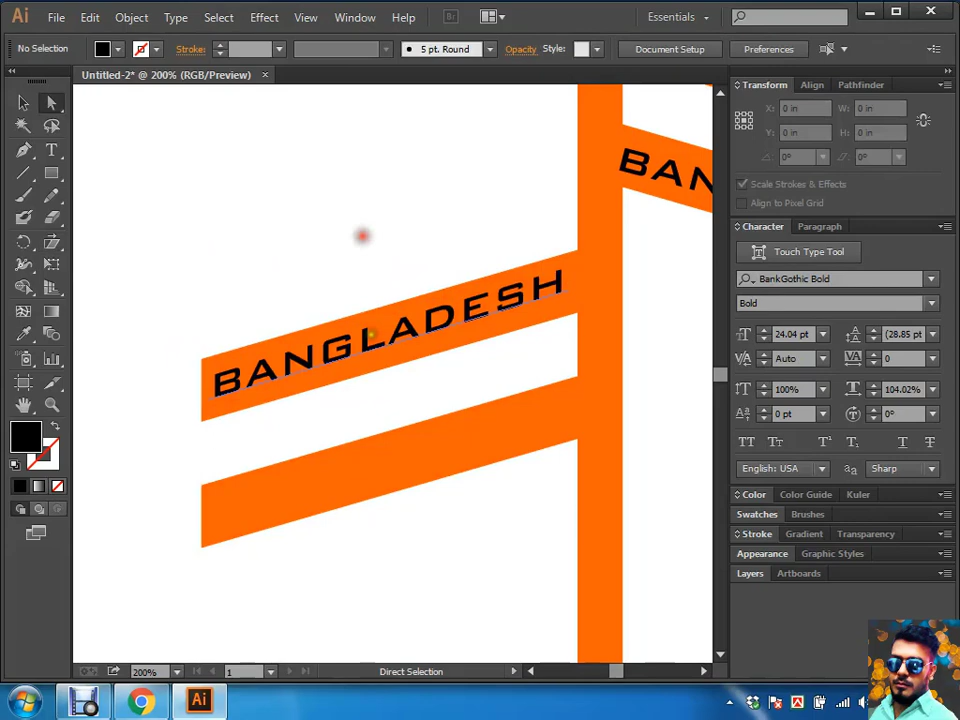 Ai File Edit Object Type Select Effect View Window Help Br Essentials
No Selection Stroke: 5 pt. Round Opacity Style: Document Setup Preferences
Untitled-2* @ 200% (RGB/Preview)
BAN
BANGLADESH
Transform Align Pathfinder
X: 0 in W: 0 in
Y: 0 in H: 0 in
0° 0°
Scale Strokes & Effects
Align to Pixel Grid
Character Paragraph
Touch Type Tool
BankGothic Bold
Bold
24.04 pt (28.85 pt
Auto 0
100% 104.02%
0 pt 0°
English: USA Sharp
Color Color Guide Kuler
Swatches Brushes
Stroke Gradient Transparency
Appearance Graphic Styles
Layers Artboards
200% 1 Direct Selection
Ai